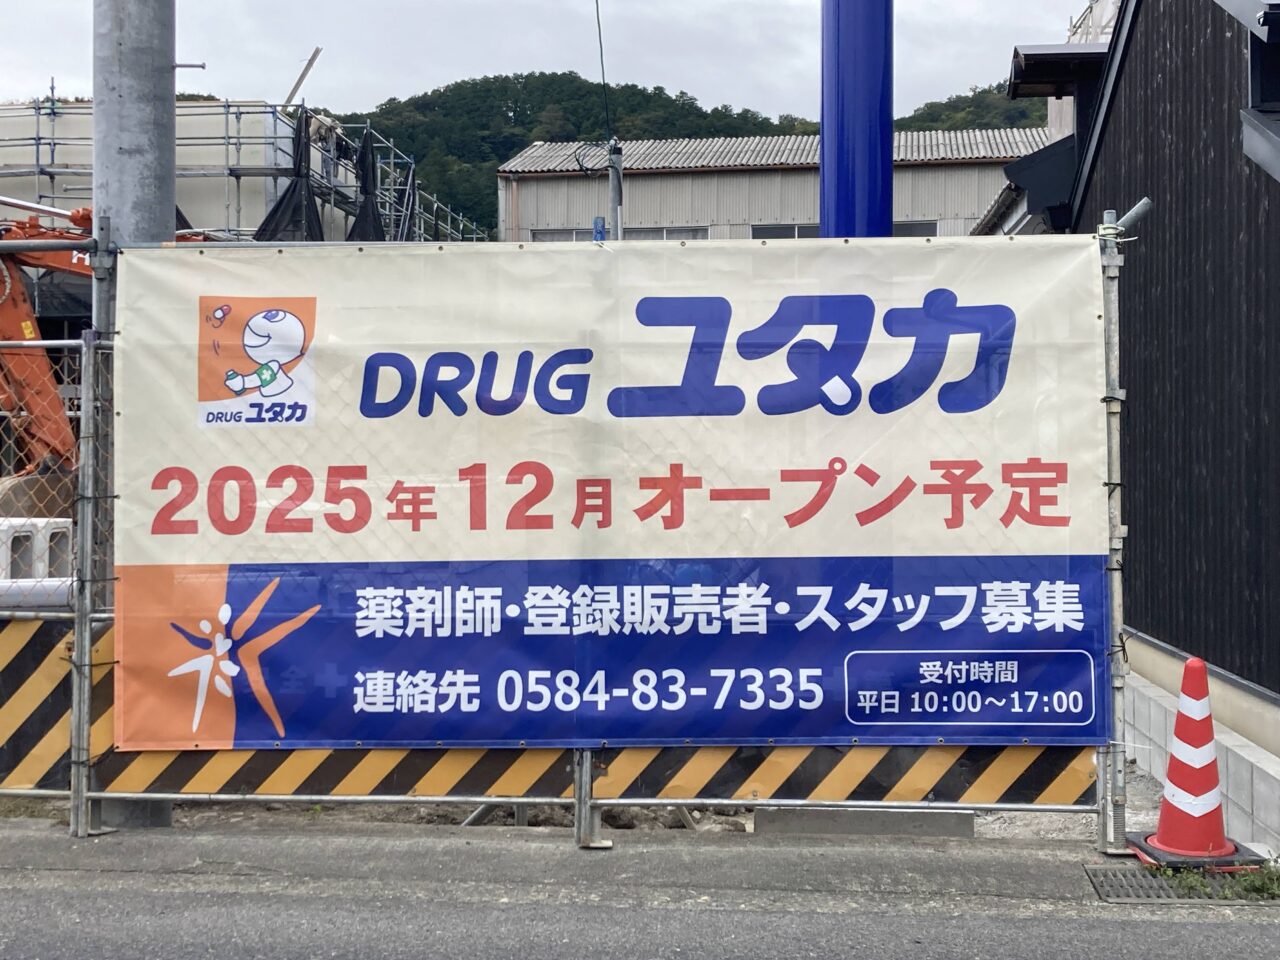 DRUG ユタカ
DRUG ユタカ
2025年12月オープン予定
薬剤師・登録販売者・スタッフ募集
連絡先 0584-83-7335
受付時間
平日 10:00～17:00